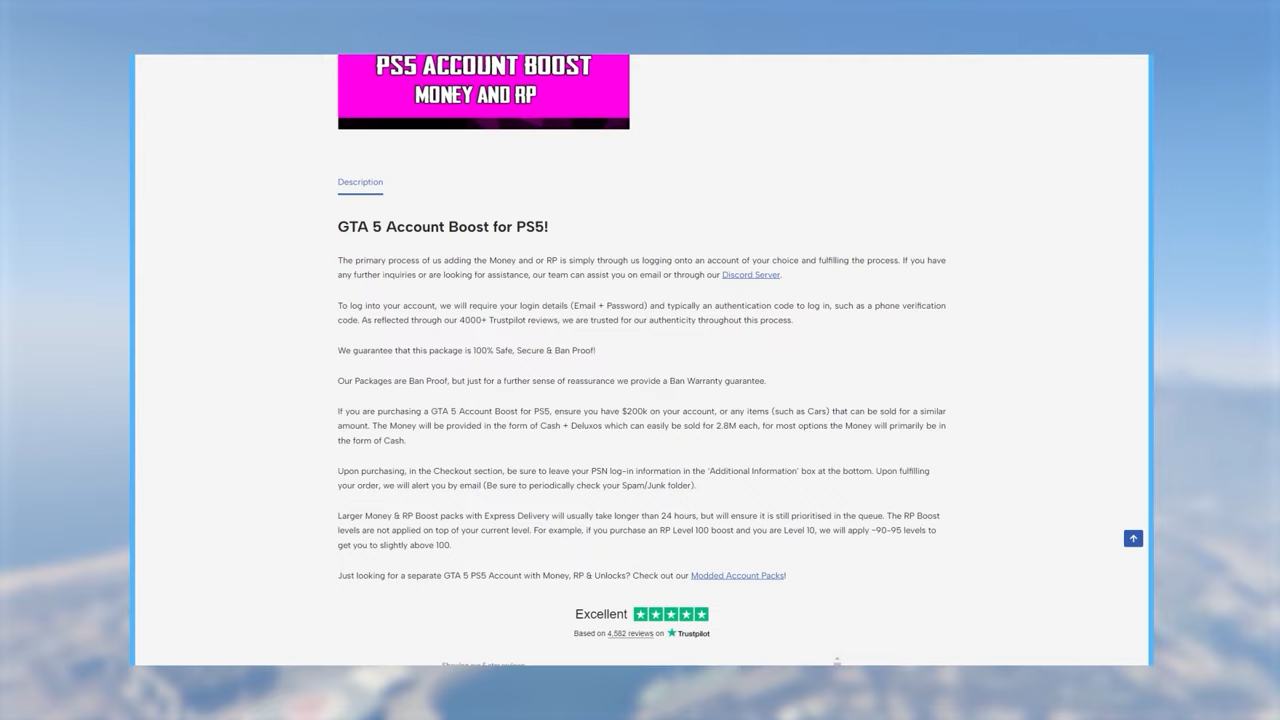 PS5 ACCOUNT BOOST
MONEY AND RP
Description
GTA 5 Account Boost for PS5!
The primary process of us adding the Money and or RP is simply through us logging onto an account of your choice and fulfilling the process. If you have
any further inquiries or are looking for assistance, our team can assist you on email or through our Discord Server.
To log into your account, we will require your login details (Email + Password) and typically an authentication code to log in, such as a phone verification
code. As reflected through our 4000+ Trustpilot reviews, we are trusted for our authenticity throughout this process.
We guarantee that this package is 100% Safe, Secure & Ban Proof!
Our Packages are Ban Proof, but just for a further sense of reassurance we provide a Ban Warranty guarantee.
If you are purchasing a GTA 5 Account Boost for PS5, ensure you have $200k on your account, or any items (such as Cars) that can be sold for a similar
amount. The Money will be provided in the form of Cash + Deluxos which can easily be sold for 2.8M each, for most options the Money will primarily be in
the form of Cash.
Upon purchasing, in the Checkout section, be sure to leave your PSN log-in information in the 'Additional Information' box at the bottom. Upon fulfilling
your order, we will alert you by email (Be sure to periodically check your Spam/Junk folder).
Larger Money & RP Boost packs with Express Delivery will usually take longer than 24 hours, but will ensure it is still prioritised in the queue. The RP Boost
levels are not applied on top of your current level. For example, if you purchase an RP Level 100 boost and you are Level 10, we will apply ~90-95 levels to
get you to slightly above 100.
Just looking for a separate GTA 5 PS5 Account with Money, RP & Unlocks? Check out our Modded Account Packs!
Excellent
Based on 4,582 reviews on Trustpilot